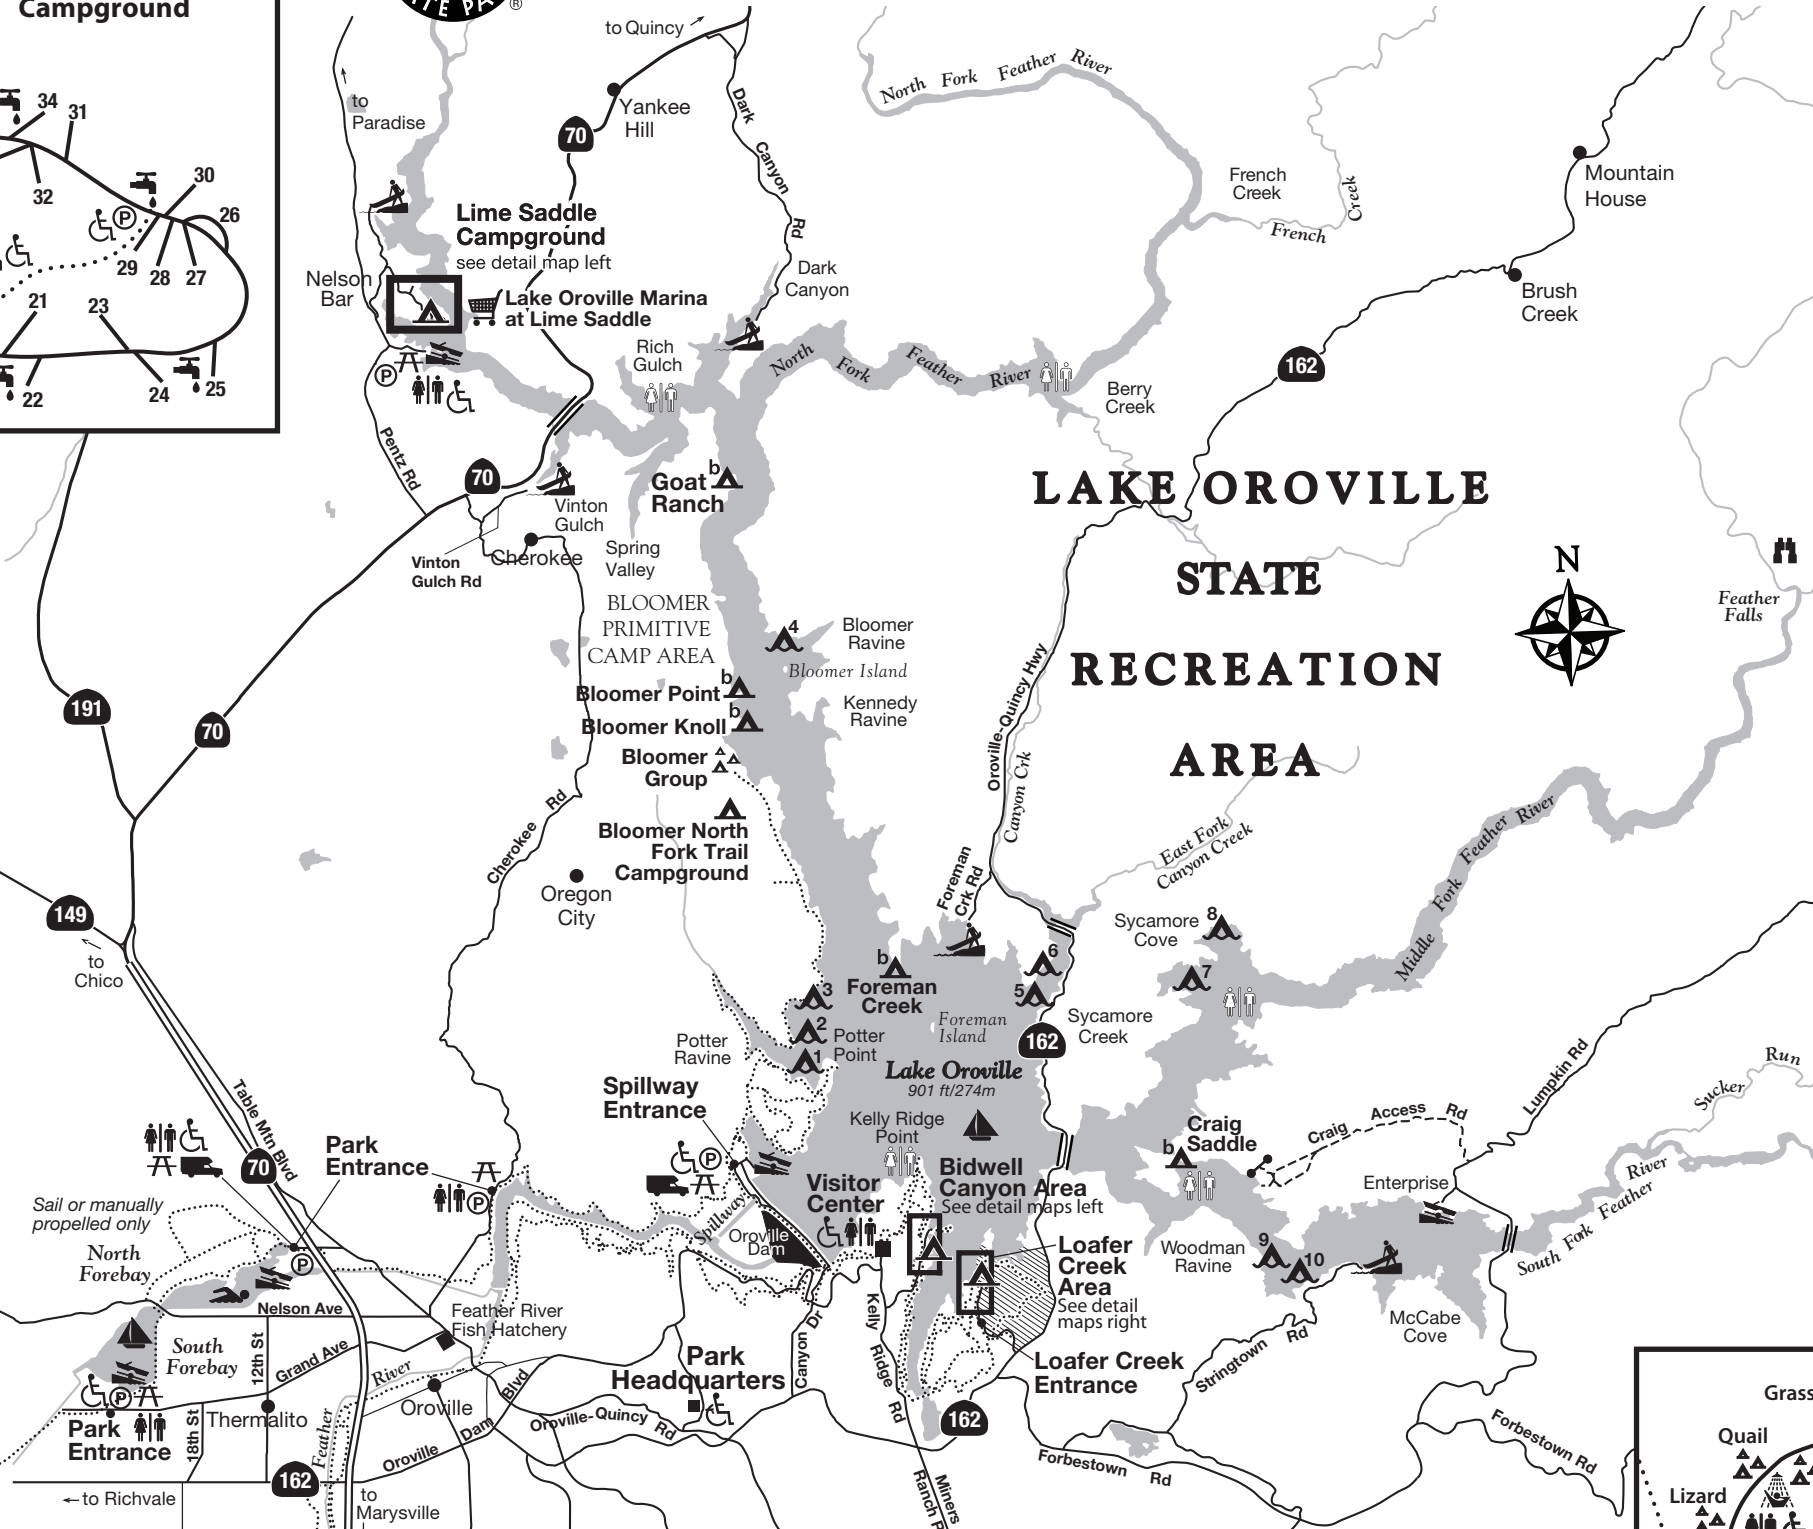 Campground
TE PA
®
34
31
32
30
26
29
28
27
21
23
22
24
25
P
to Quincy
to
Paradise
Yankee
Hill
70
Dark
Canyon
Rd
North Fork Feather River
French
Creek
French
Creek
Mountain
House
Brush
Creek
Lime Saddle
Campground
see detail map left
Nelson
Bar
Lake Oroville Marina
at Lime Saddle
Dark
Canyon
Rich
Gulch
P
North Fork Feather River
Berry
Creek
162
Pentz Rd
70
Goat
Ranch
b
Vinton
Gulch
Vinton
Gulch Rd
Cherokee
Spring
Valley
LAKE OROVILLE
STATE
RECREATION
AREA
N
Feather
Falls
BLOOMER
PRIMITIVE
CAMP AREA
4
Bloomer
Ravine
Bloomer Island
b
Bloomer Point
b
Bloomer Knoll
Kennedy
Ravine
Bloomer
Group
Bloomer North
Fork Trail
Campground
191
70
Cherokee Rd
Oregon
City
Oroville-Quincy Hwy
Canyon Crk
East Fork
Canyon Creek
Middle Fork Feather River
149
to
Chico
Foreman
Crk Rd
Sycamore
Cove
8
7
6
5
b
Foreman
Creek
Foreman
Island
3
2
1
Potter
Point
Potter
Ravine
Sycamore
Creek
162
Lake Oroville
901 ft/274m
Spillway
Entrance
Kelly Ridge
Point
P
Table Mtn Blvd
70
Park
Entrance
P
Sail or manually
propelled only
North
Forebay
P
Spillway
Oroville
Dam
Visitor
Center
Bidwell
Canyon Area
See detail maps left
Craig
Saddle
b
Craig Access Rd
Lumpkin Rd
Sucker Run
Enterprise
South Fork Feather River
Woodman
Ravine
9
10
McCabe
Cove
Loafer
Creek
Area
See detail
maps right
Loafer Creek
Entrance
Stringtown Rd
Nelson Ave
Feather River
Fish Hatchery
South
Forebay
12th St
Grand Ave
River
Feather
P
Park
Entrance
18th St
Thermalito
Oroville
Oroville Dam Blvd
Oroville-Quincy Rd
Park
Headquarters
Canyon Dr
Kelly Ridge Rd
162
Forbestown Rd
Forbestown Rd
Miners
Ranch R
162
to Richvale
to
Marysville
Grass
Quail
Lizard